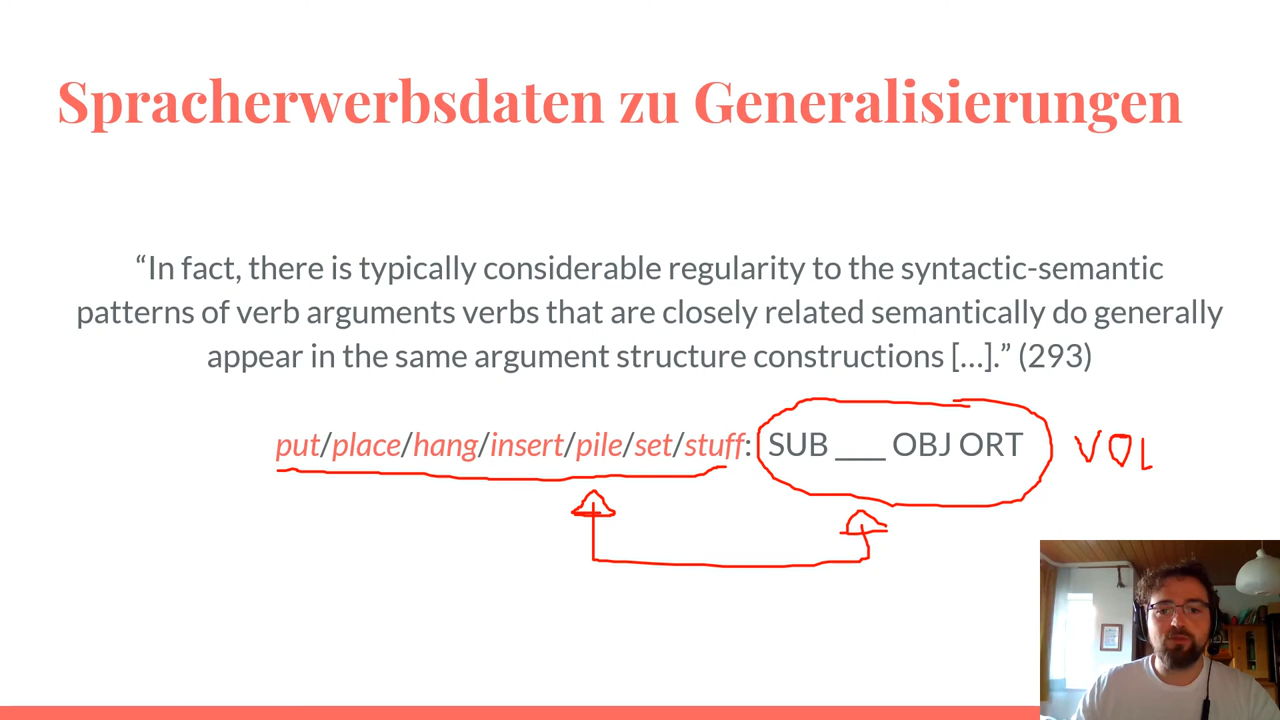 Spracherwerbsdaten zu Generalisierungen
“In fact, there is typically considerable regularity to the syntactic-semantic
patterns of verb arguments verbs that are closely related semantically do generally
appear in the same argument structure constructions [...].” (293)
put/place/hang/insert/pile/set/stuff: SUB ___ OBJ ORT VOL